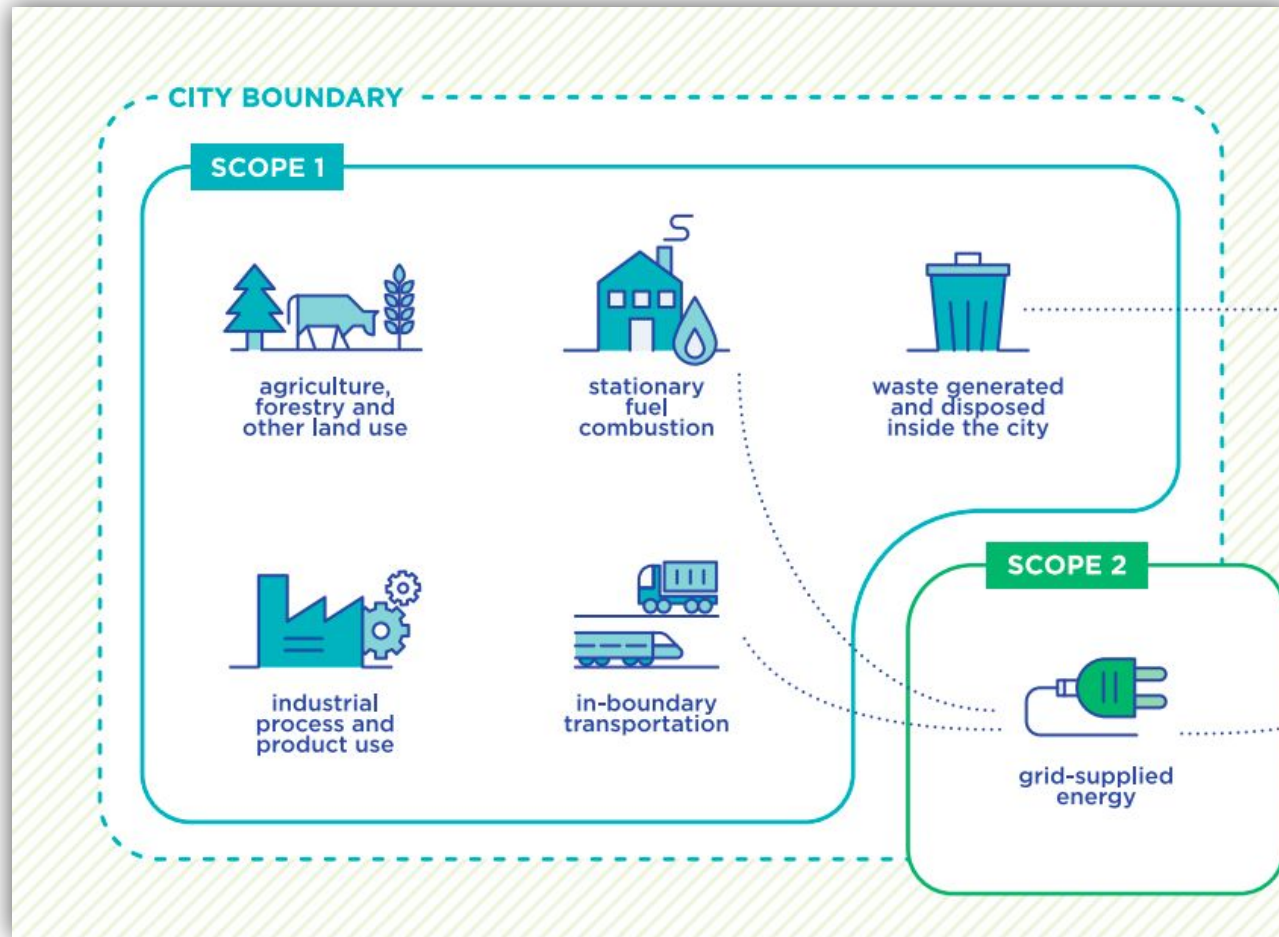 CITY BOUNDARY
SCOPE 1
agriculture,
forestry and
other land use
stationary
fuel
combustion
waste generated
and disposed
inside the city
industrial
process and
product use
in-boundary
transportation
SCOPE 2
grid-supplied
energy